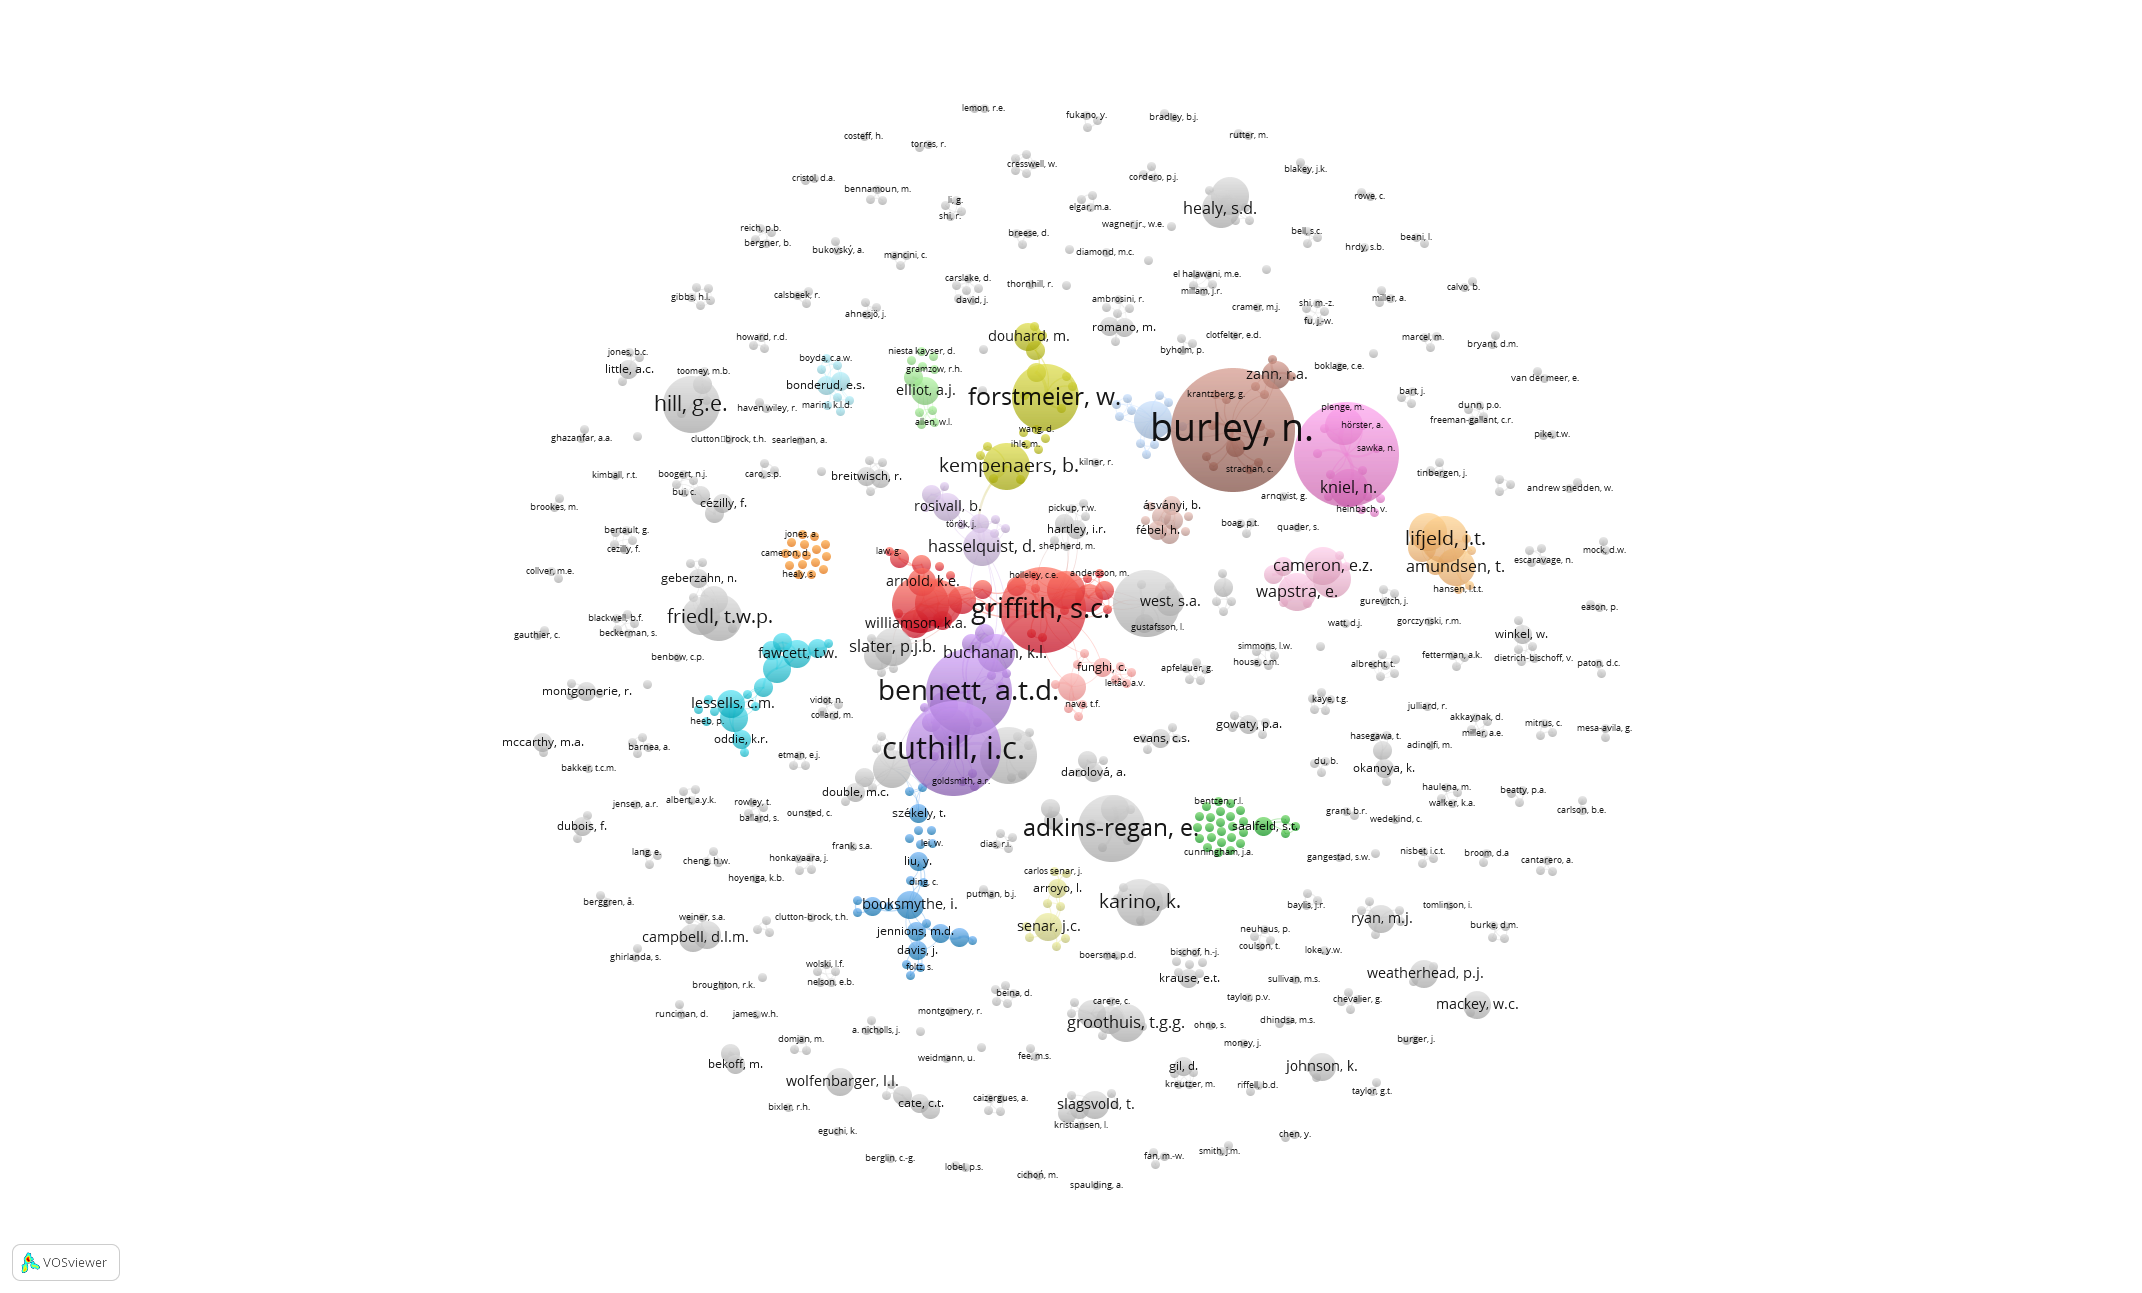 lemon, r.e.
fukano, y.
bradley, b.j.
costeff, h.
rutter, m.
torres, r.
cresswell, w.
blakey, j.k.
cristol, d.a.
cordero, p.j.
bennamoun, m.
rowe, c.
li, g.
elgar, m.a.
healy, s.d.
shi, r.
wagner jr., w.e.
reich, p.b.
breese, d.
bell, s.c.
beani, l.
bergner, b.
bukovský, a.
hrdy, s.b.
mancini, c.
diamond, m.c.
el halawani, m.e.
carslake, d.
thornhill, r.
calvo, b.
millam, j.r.
gibbs, h.l.
calsbeek, r.
david, j.
ambrosini, r.
miller, a.
shi, m.-z.
cramer, m.j.
ahnesjö, j.
fu, j.-w.
romano, m.
howard, r.d.
douhard, m.
clotfelter, e.d.
marcel, m.
bryant, d.m.
jones, b.c.
niesta kayser, d.
byholm, p.
boyda, c.a.w.
little, a.c.
toomey, m.b.
gramzow, r.h.
zann, r.a.
boklage, c.e.
van der meer, e.
bonderud, e.s.
elliot, a.j.
forstmeier, w.
krantzberg, g.
bart, j.
hill, g.e.
haven wiley, r.
marini, k.l.d.
pienge, m.
dunn, p.o.
allen, w.l.
wang, d.
burley, n.
hörster, a.
freeman-gallant, c.r.
ghazanfar, a.a.
clutton▯brock, t.h.
searleman, a.
ihle, m.
sawka, n.
pike, t.w.
kempenaers, b.
kilner, r.
strachan, c.
kimball, r.t.
boogert, n.j.
caro, s.p.
breitwisch, r.
tinbergen, j.
bui, c.
kniel, n.
andrew snedden, w.
brookes, m.
cézilly, f.
rosivall, b.
pickup, r.w.
ásványi, b.
arnqvist, g.
heinbach, v.
bertault, g.
jones, a.
török, j.
hartley, i.r.
fébel, h.
boag, p.t.
quader, s.
cezilly, f.
cameron, d.
law, g.
hasselquist, d.
shepherd, m.
lifjeld, j.t.
mock, d.w.
collver, m.e.
geberzahn, n.
healy, s.
arnold, k.e.
holleley, c.e.
andersson, m.
cameron, e.z.
amundsen, t.
escaravage, n.
wapstra, e.
hansen, l.t.t.
blackwell, b.f.
friedl, t.w.p.
griffith, s.c.
west, s.a.
gurevitch, j.
eason, p.
gauthier, c.
beckerman, s.
williamson, k.a.
gustafsson, l.
watt, d.j.
gorczynski, r.m.
winkel, w.
benbow, c.p.
fawcett, t.w.
slater, p.j.b.
buchanan, k.l.
simmons, l.w.
fetterman, a.k.
dietrich-bischoff, v.
house, c.m.
albrecht, t.
paton, d.c.
funghi, c.
apfelauer, g.
montgomerie, r.
bennett, a.t.d.
leitão, a.v.
lessells, c.m.
vidot, n.
nava, t.f.
kaye, t.g.
julliard, r.
heeb, p.
collard, m.
gowaty, p.a.
akkaynak, d.
mitrus, c.
mesa-avila, g.
mccarthy, m.a.
barnea, a.
oddie, k.r.
evans, c.s.
hasegawa, t.
miller, a.e.
cuthill, i.c.
adinolfi, m.
etman, e.j.
bakker, t.c.m.
darolová, a.
du, b.
okanoya, k.
goldsmith, a.r.
double, m.c.
haulena, m.
beatty, p.a.
jensen, a.r.
albert, a.y.k.
rowley, t.
bentzen, r.l.
walker, k.a.
carlson, b.e.
ballard, s.
ounsted, c.
székely, t.
grant, b.r.
wedekind, c.
dubois, f.
adkins-regan, e.
saalfeld, s.t.
frank, s.a.
lei, w.
dias, r.i.
lang, e.
cheng, h.w.
honkavaara, j.
liu, y.
cunningham, j.a.
gangestad, s.w.
nisbet, i.c.t.
broom, d.a
cantarero, a.
hoyenga, k.b.
ding, c.
carlos senar, j.
arroyo, l.
putman, b.j.
berggren, å.
booksmythe, i.
karino, k.
baylis, j.r.
tomlinson, i.
weiner, s.a.
clutton-brock, t.h.
ryan, m.j.
senar, j.c.
burke, d.m.
campbell, d.l.m.
jennions, m.d.
neuhaus, p.
coulson, t.
davis, j.
ghirlanda, s.
boersma, p.d.
bischof, h.-j.
loke, y.w.
wolski, l.f.
foltz, s.
weatherhead, p.j.
broughton, r.k.
nelson, e.b.
krause, e.t.
sullivan, m.s.
beina, d.
carere, c.
taylor, p.v.
chevalier, g.
mackey, w.c.
runciman, d.
james, w.h.
montgomery, r.
groothuis, t.g.g.
ohno, s.
dhindsa, m.s.
a. nicholls, j.
domjan, m.
money, j.
burger, j.
weidmann, u.
fee, m.s.
bekoff, m.
gil, d.
johnson, k.
wolfenbarger, l.l.
kreutzer, m.
riffell, b.d.
taylor, g.t.
caizergues, a.
bixler, r.h.
cate, c.t.
slagsvold, t.
kristiansen, l.
eguchi, k.
chen, y.
smith, j.m.
berglin, c.-g.
fan, m.-w.
lobel, p.s.
cichoń, m.
spaulding, a.
VOSviewer